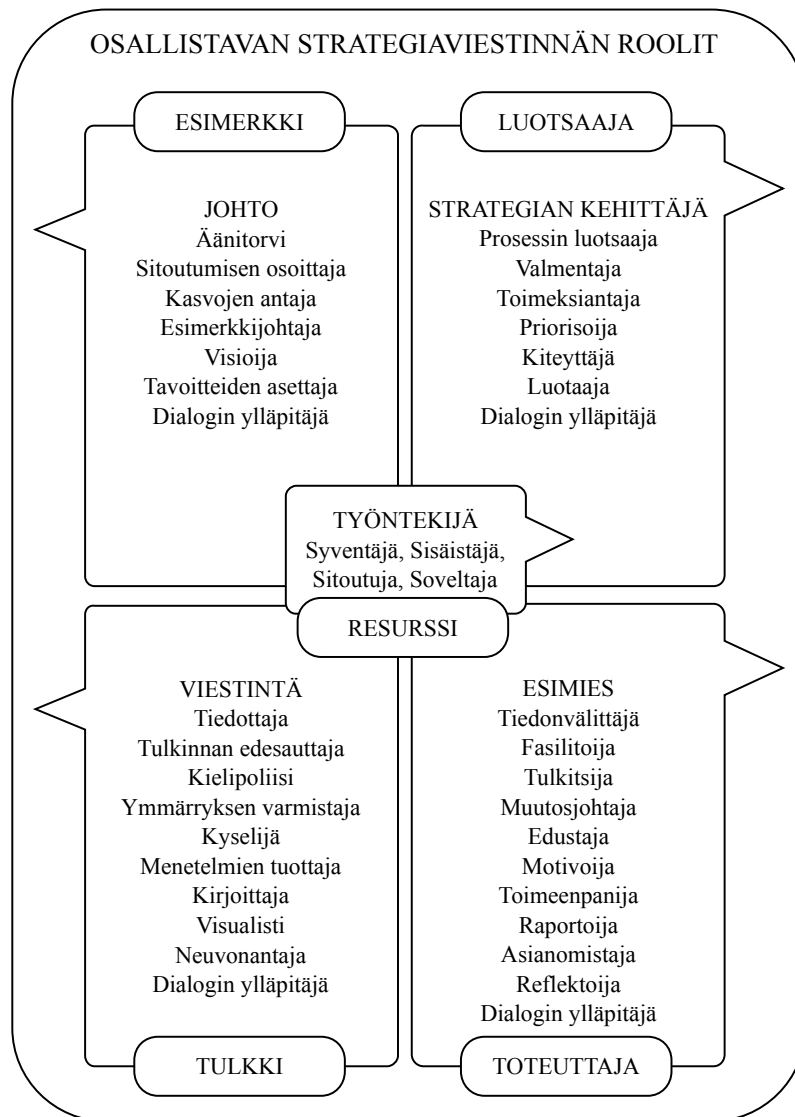 OSALLISTAVAN STRATEGIAVIESTINNÄN ROOLIT
ESIMERKKI
JOHTO
Äänitorvi
Sitoutumisen osoittaja
Kasvojen antaja
Esimerkkijohtaja
Visioija
Tavoitteiden asettaja
Dialogin ylläpitäjä
LUOTSAAJA
STRATEGIAN KEHITTÄJÄ
Prosessin luotsaaja
Valmentaja
Toimeksiantaja
Priorisoija
Kiteyttäjä
Luotaaja
Dialogin ylläpitäjä
TYÖNTEKIJÄ
Syventäjä, Sisäistäjä,
Sitoutuja, Soveltaja
RESURSSI
VIESTINTÄ
Tiedottaja
Tulkinnan edesauttaja
Kielipoliisi
Ymmärryksen varmistaja
Kyselijä
Menetelmien tuottaja
Kirjoittaja
Visualisti
Neuvonantaja
Dialogin ylläpitäjä
TULKKI
ESIMIES
Tiedonvälittäjä
Fasilitoija
Tulkitsija
Muutosjohtaja
Edustaja
Motivoija
Toimeenpanija
Raportoija
Asianomistaja
Reflektoija
Dialogin ylläpitäjä
TOTEUTTAJA